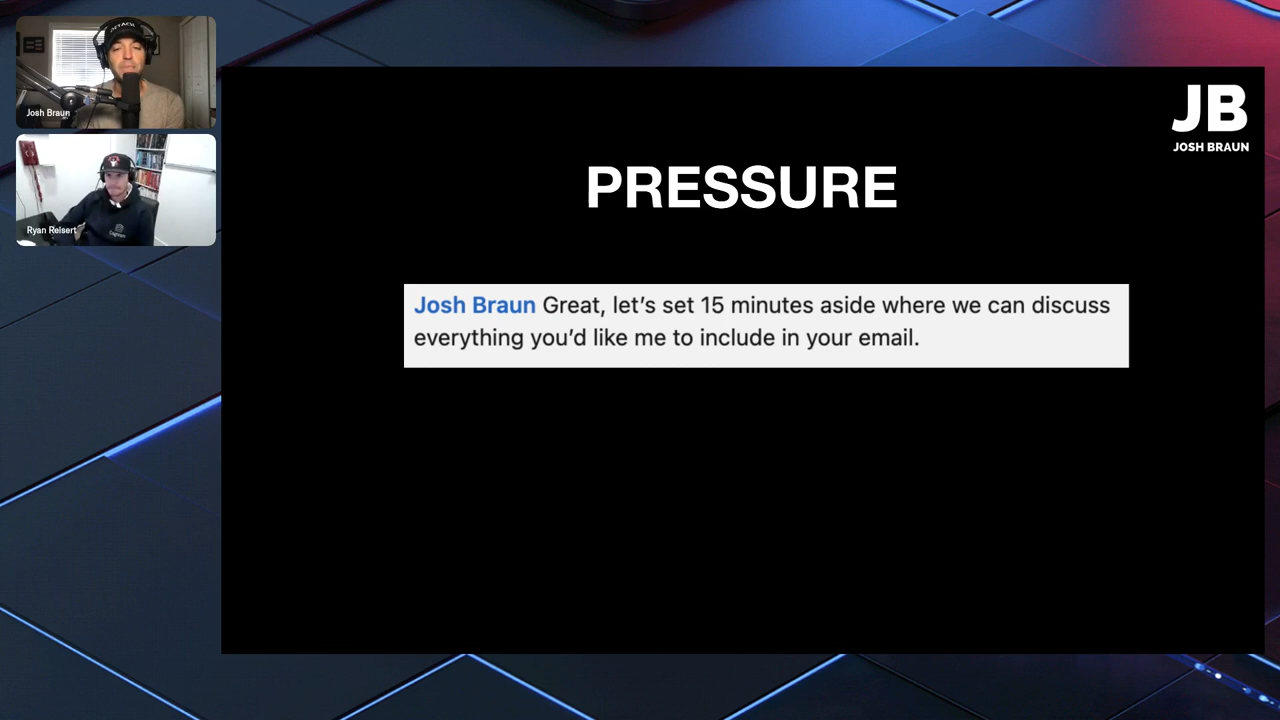 Josh Braun
Ryan Reisert
JB
JOSH BRAUN
PRESSURE
Josh Braun Great, let’s set 15 minutes aside where we can discuss
everything you’d like me to include in your email.